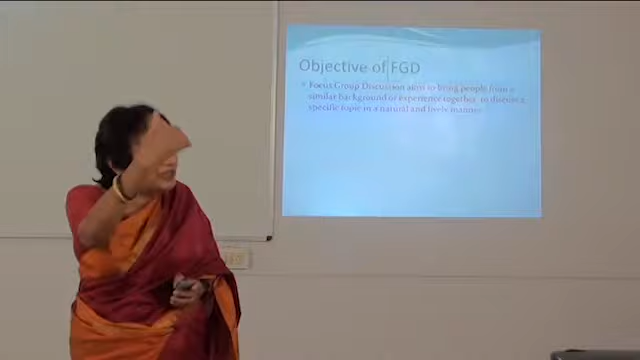 Objective of FGD
Focus Group Discussion aims to bring people from a
similar background or experience together to discuss a
specific topic in a natural and lively manner.